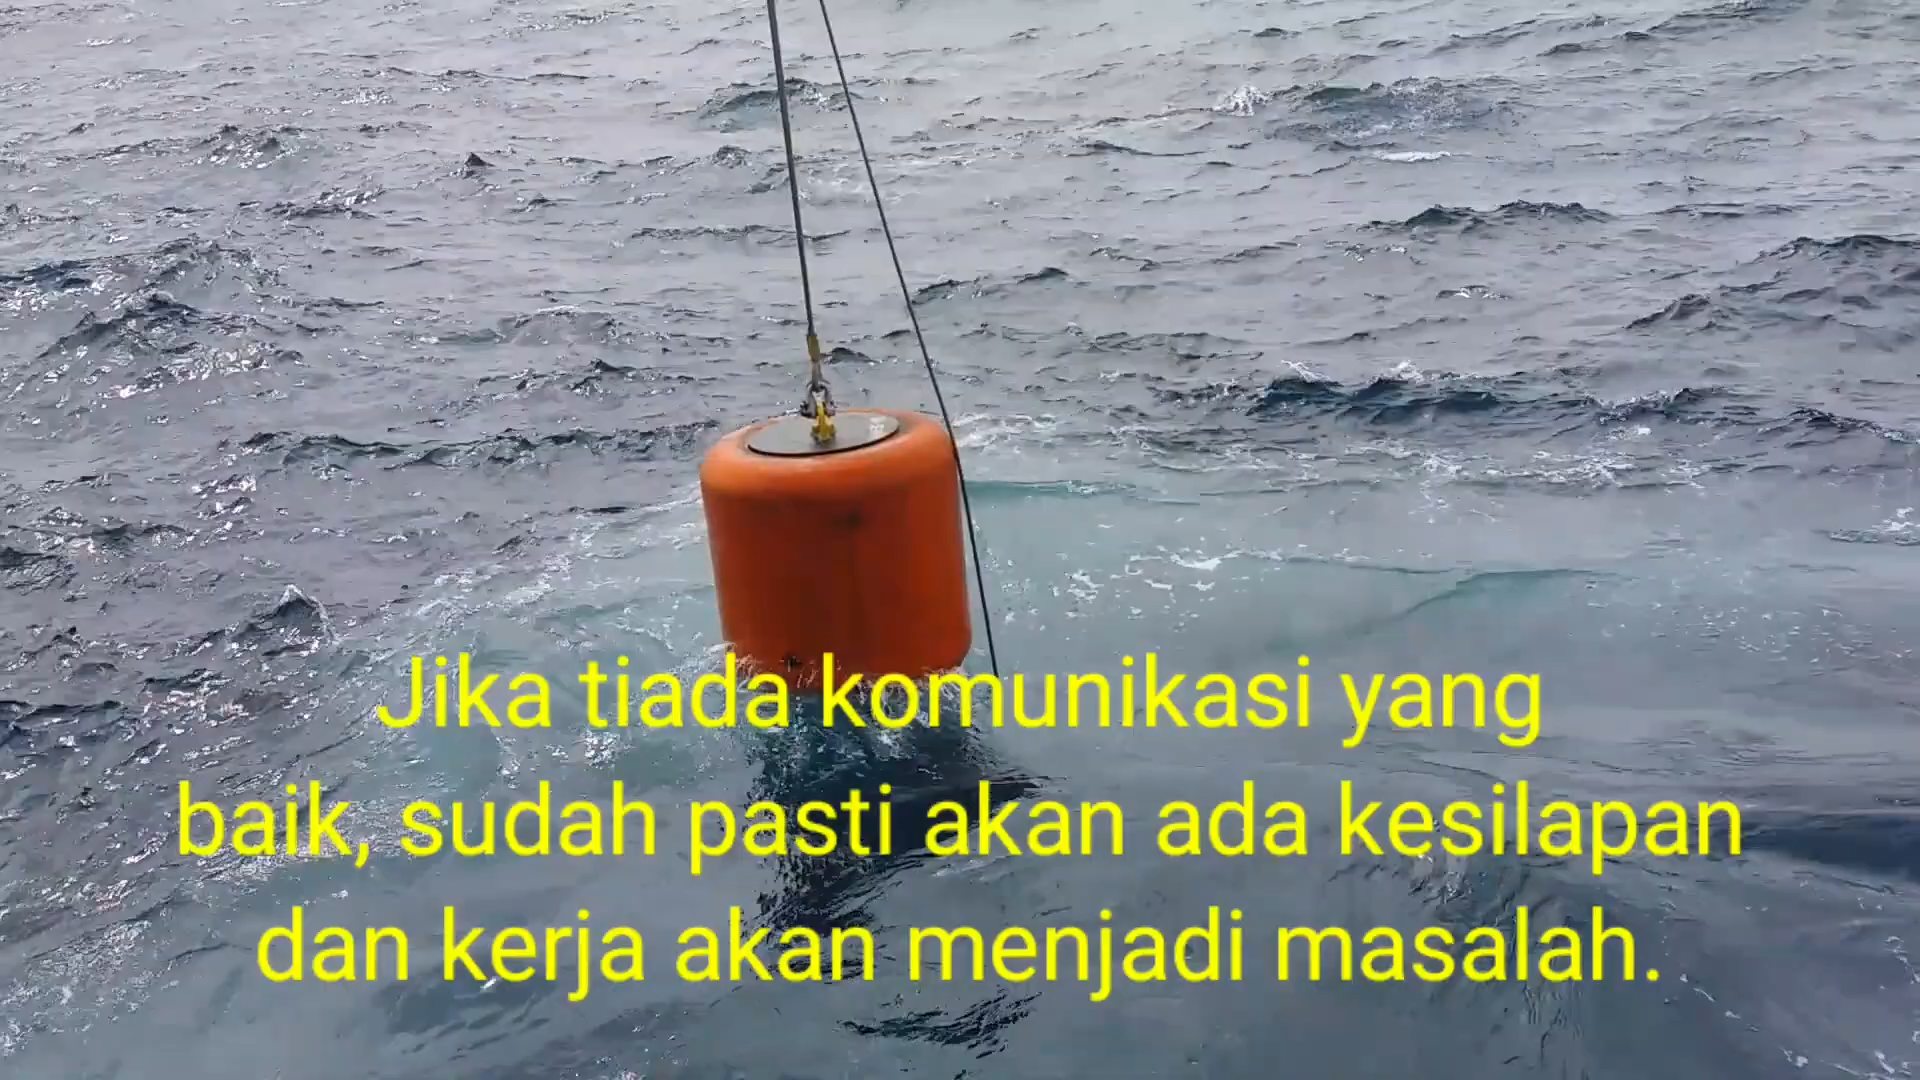 Jika tiada komunikasi yang
baik, sudah pasti akan ada kesilapan
dan kerja akan menjadi masalah.